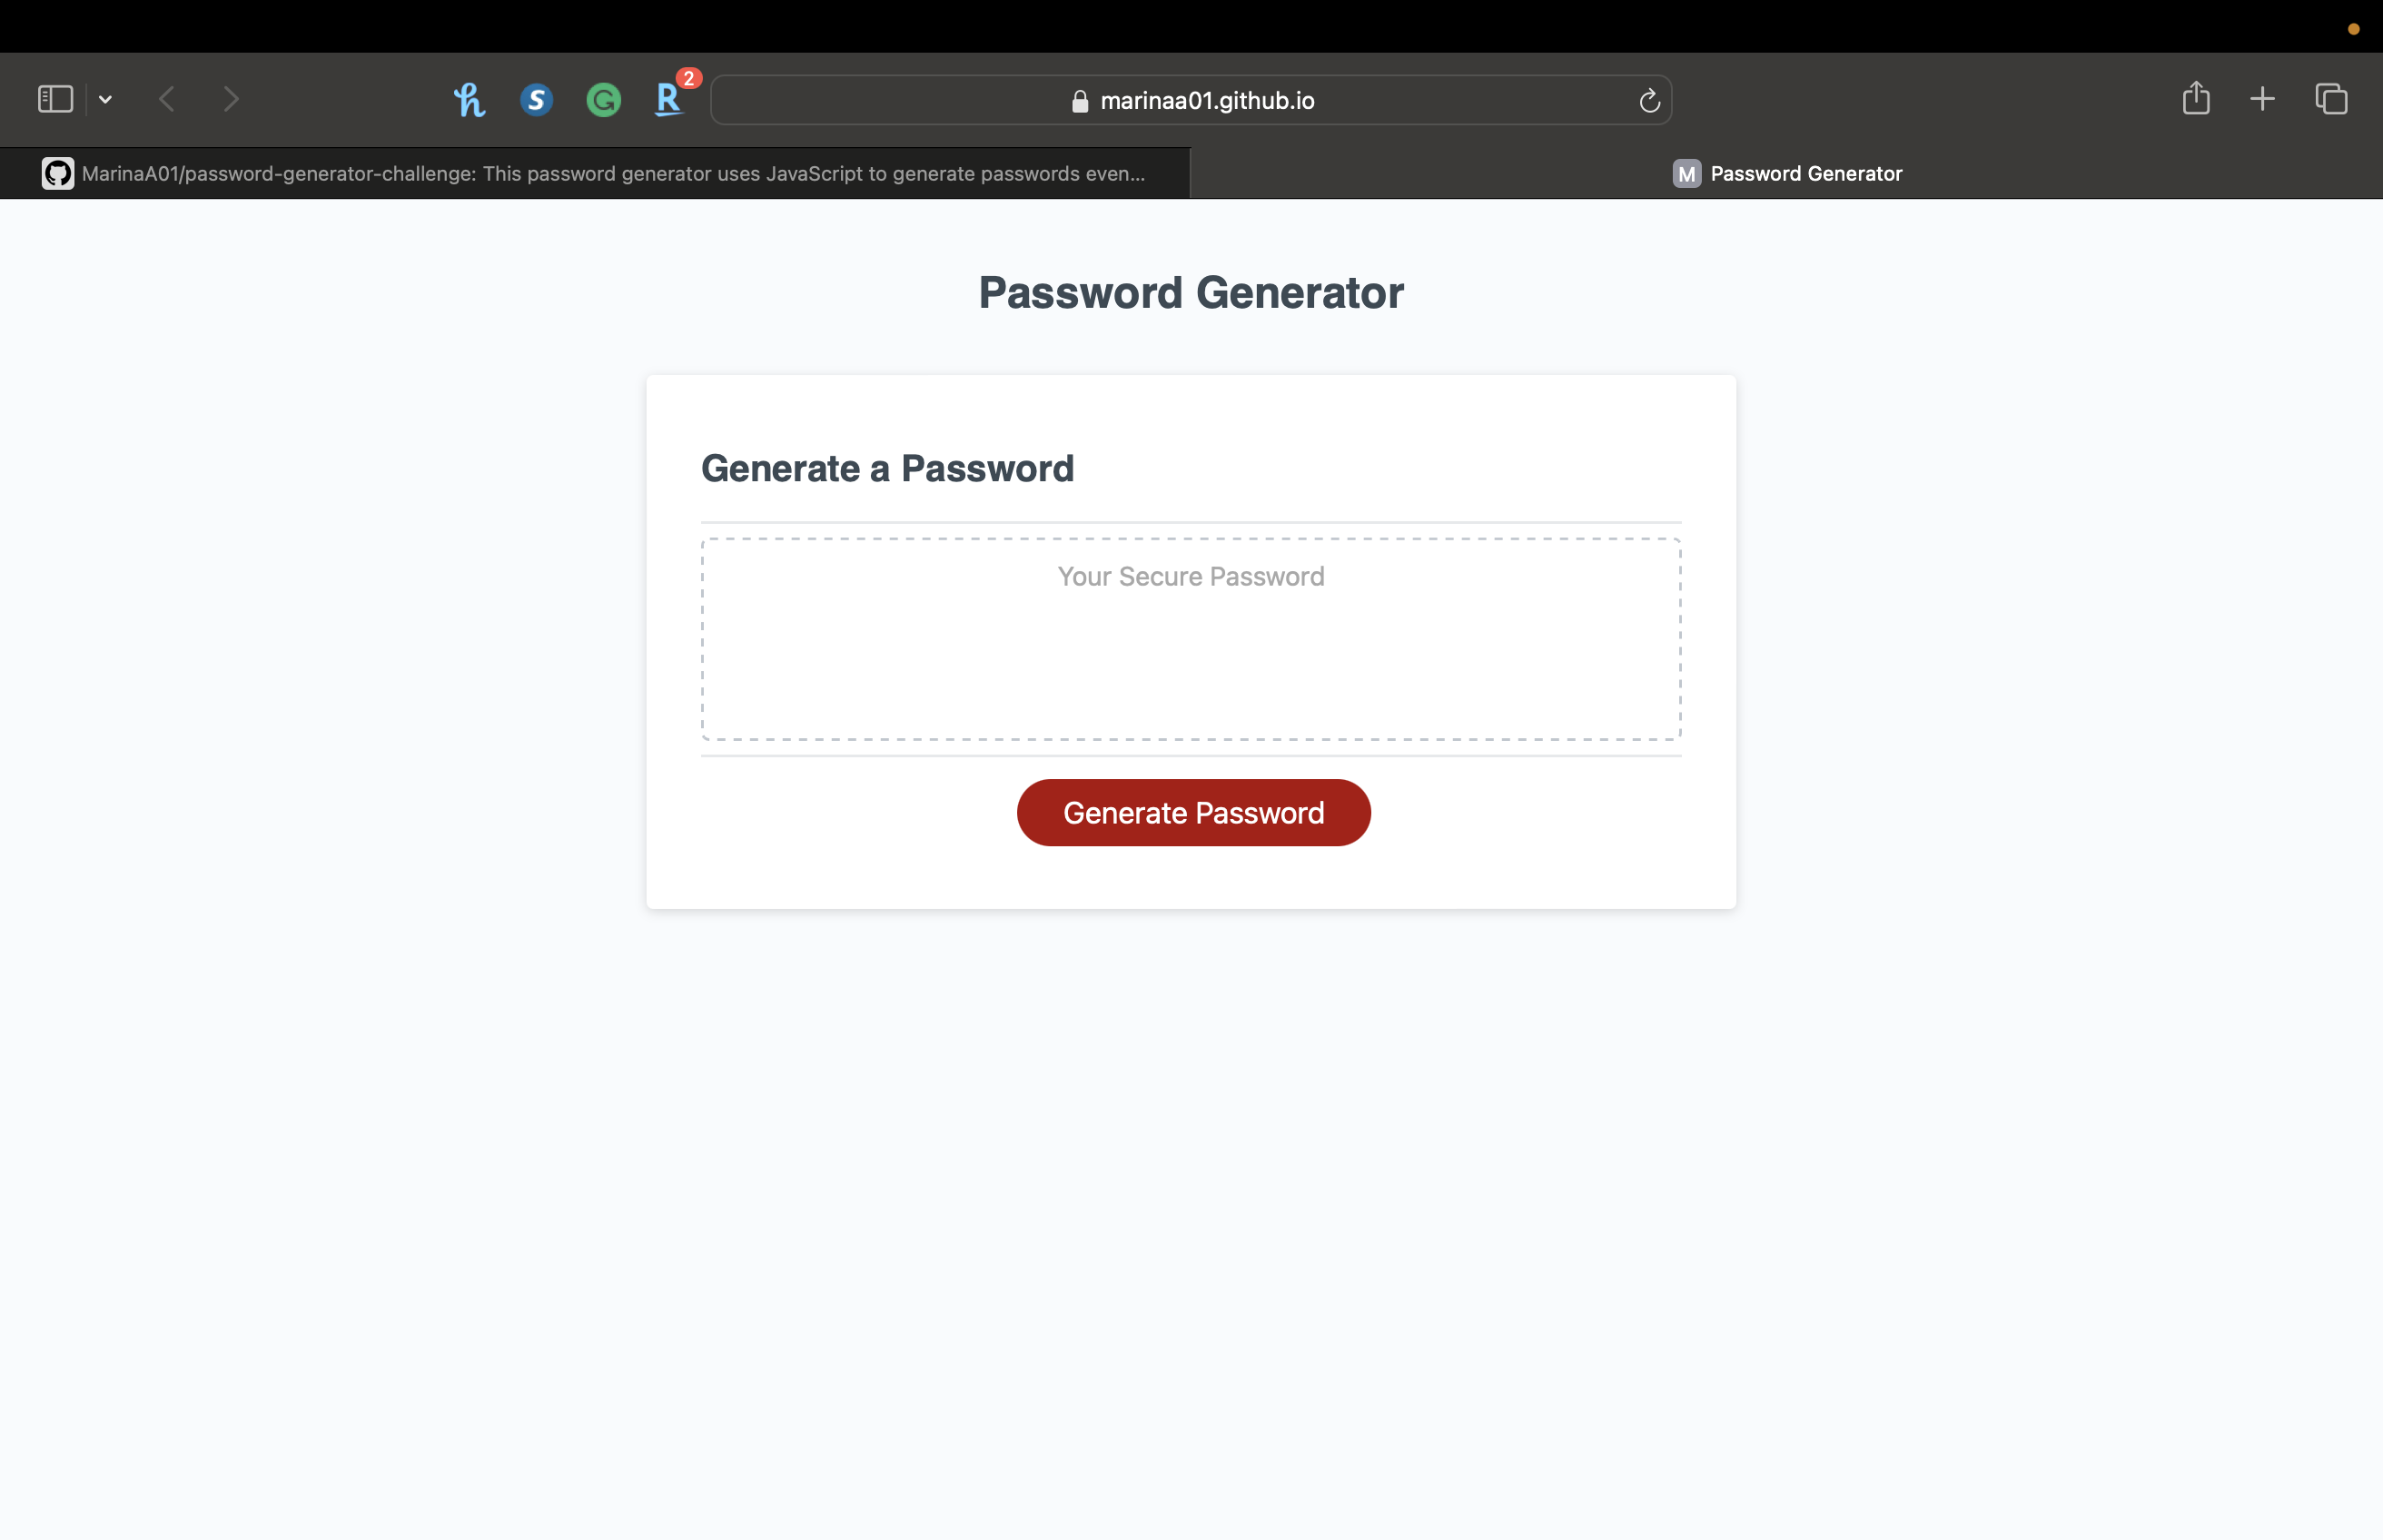 2
marinaa01.github.io
MarinaA01/password-generator-challenge: This password generator uses JavaScript to generate passwords even...
M Password Generator
Password Generator
Generate a Password
Your Secure Password
Generate Password